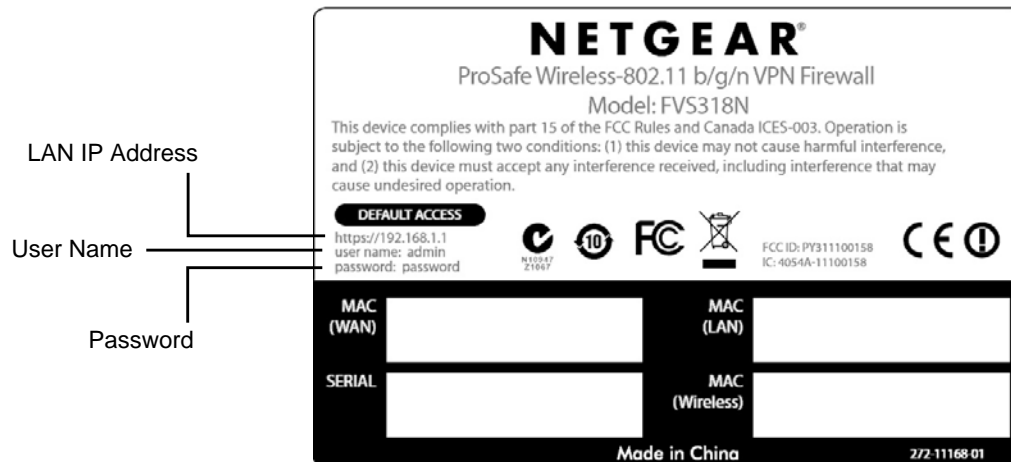 NETGEAR®
ProSafe Wireless-802.11 b/g/n VPN Firewall
Model: FVS318N
This device complies with part 15 of the FCC Rules and Canada ICES-003. Operation is
subject to the following two conditions: (1) this device may not cause harmful interference,
and (2) this device must accept any interference received, including interference that may
cause undesired operation.
LAN IP Address
User Name
Password
DEFAULT ACCESS
https://192.168.1.1
user name: admin
password: password
N10947
Z1667
10
FC
FCC ID: PY311100158
IC: 4054A-11100158
CE
MAC
(WAN)
MAC
(LAN)
SERIAL
MAC
(Wireless)
Made in China
272-11168-01